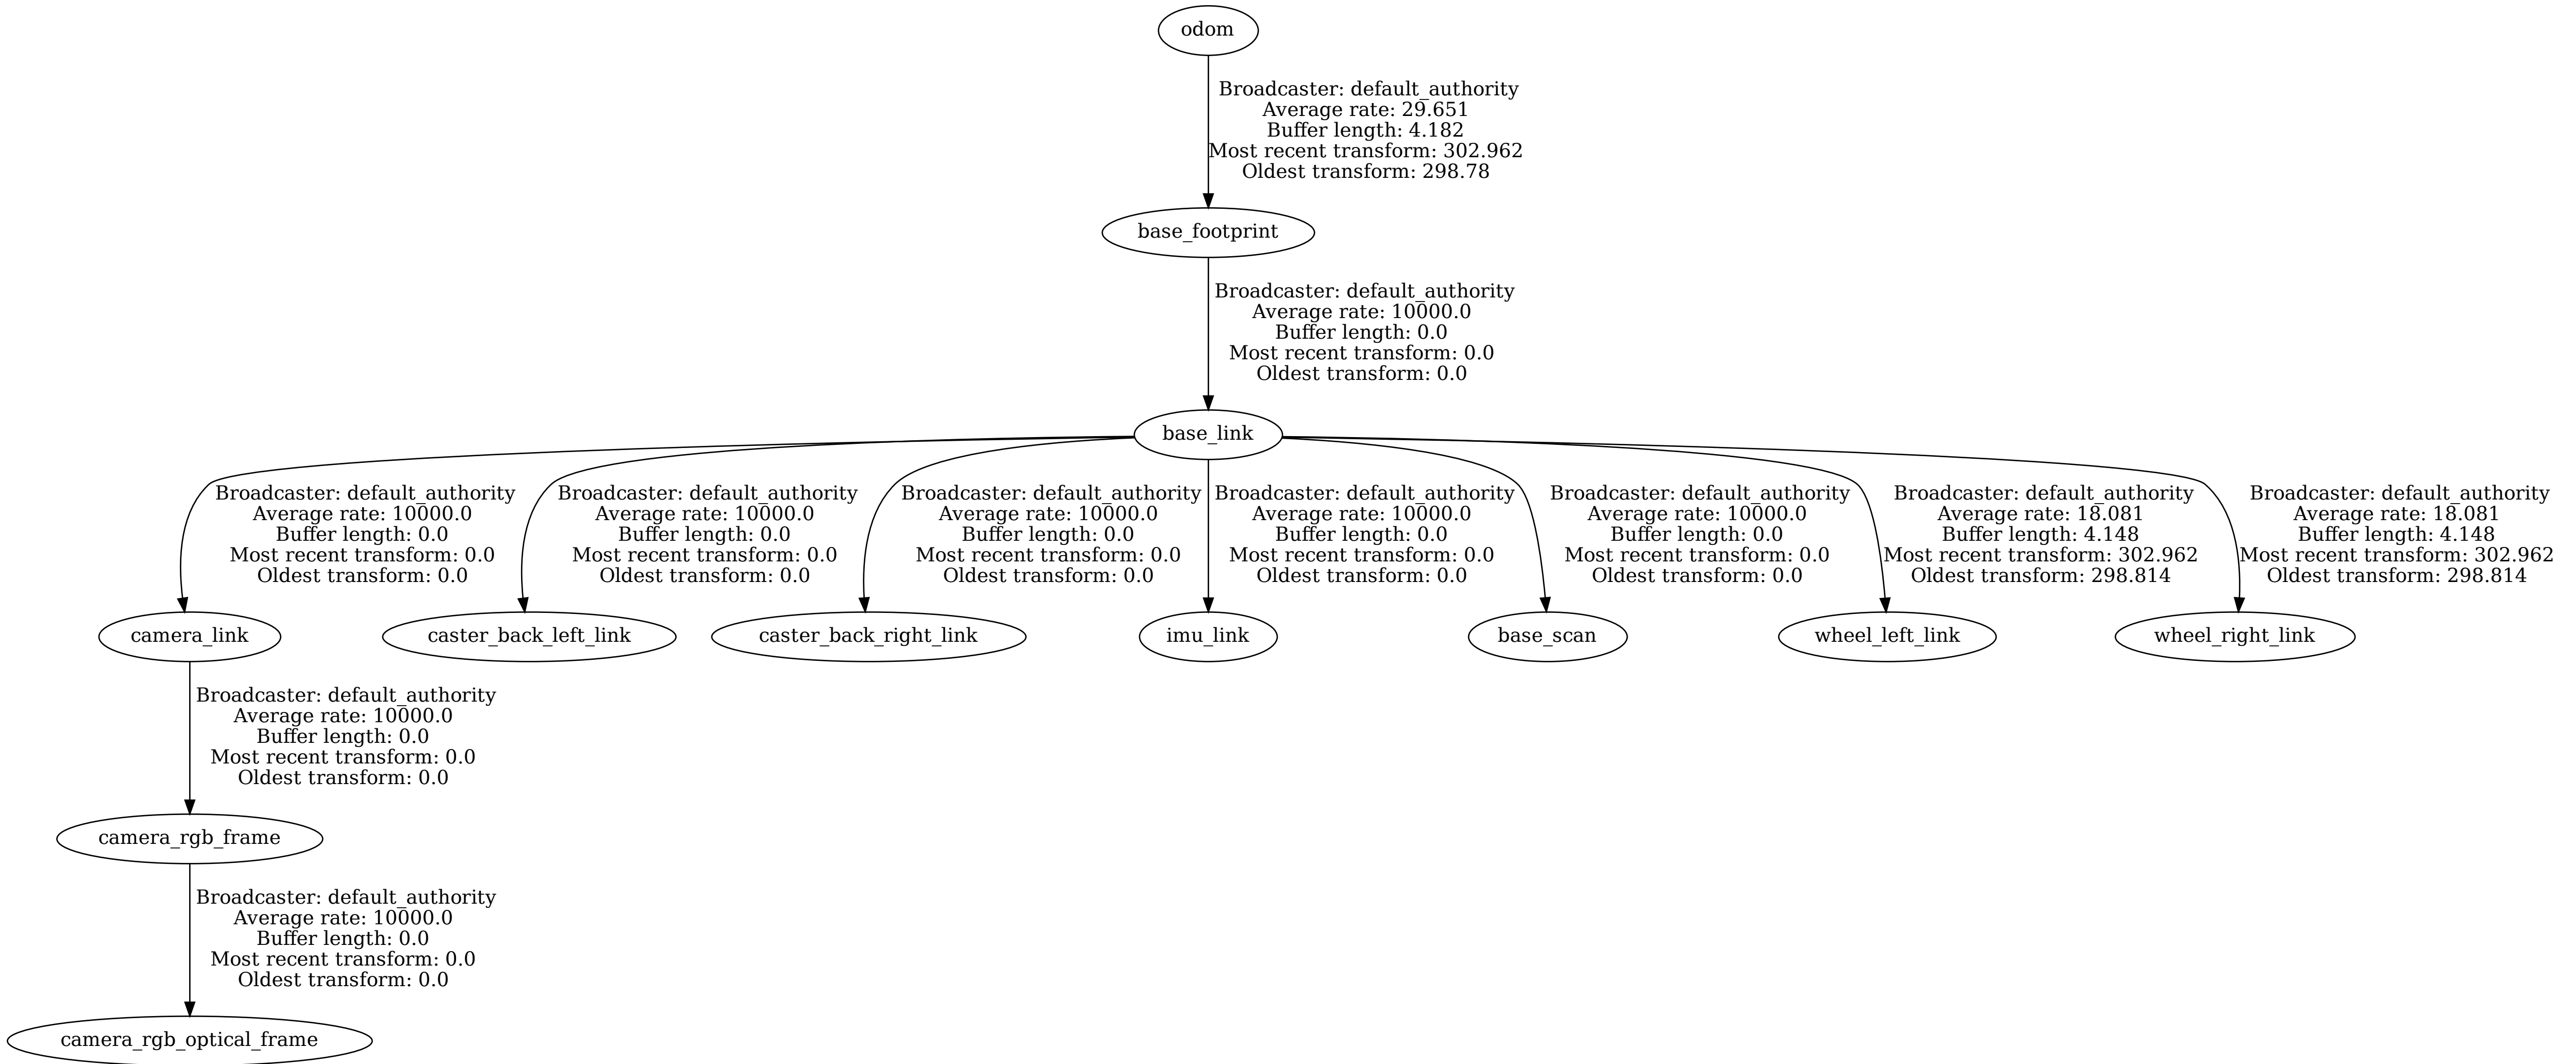 odom
Broadcaster: default_authority
Average rate: 29.651
Buffer length: 4.182
Most recent transform: 302.962
Oldest transform: 298.78
base_footprint
Broadcaster: default_authority
Average rate: 10000.0
Buffer length: 0.0
Most recent transform: 0.0
Oldest transform: 0.0
base_link
Broadcaster: default_authority
Average rate: 10000.0
Buffer length: 0.0
Most recent transform: 0.0
Oldest transform: 0.0
Broadcaster: default_authority
Average rate: 10000.0
Buffer length: 0.0
Most recent transform: 0.0
Oldest transform: 0.0
Broadcaster: default_authority
Average rate: 10000.0
Buffer length: 0.0
Most recent transform: 0.0
Oldest transform: 0.0
Broadcaster: default_authority
Average rate: 10000.0
Buffer length: 0.0
Most recent transform: 0.0
Oldest transform: 0.0
Broadcaster: default_authority
Average rate: 10000.0
Buffer length: 0.0
Most recent transform: 0.0
Oldest transform: 0.0
Broadcaster: default_authority
Average rate: 18.081
Buffer length: 4.148
Most recent transform: 302.962
Oldest transform: 298.814
Broadcaster: default_authority
Average rate: 18.081
Buffer length: 4.148
Most recent transform: 302.962
Oldest transform: 298.814
camera_link
caster_back_left_link
caster_back_right_link
imu_link
base_scan
wheel_left_link
wheel_right_link
Broadcaster: default_authority
Average rate: 10000.0
Buffer length: 0.0
Most recent transform: 0.0
Oldest transform: 0.0
camera_rgb_frame
Broadcaster: default_authority
Average rate: 10000.0
Buffer length: 0.0
Most recent transform: 0.0
Oldest transform: 0.0
camera_rgb_optical_frame